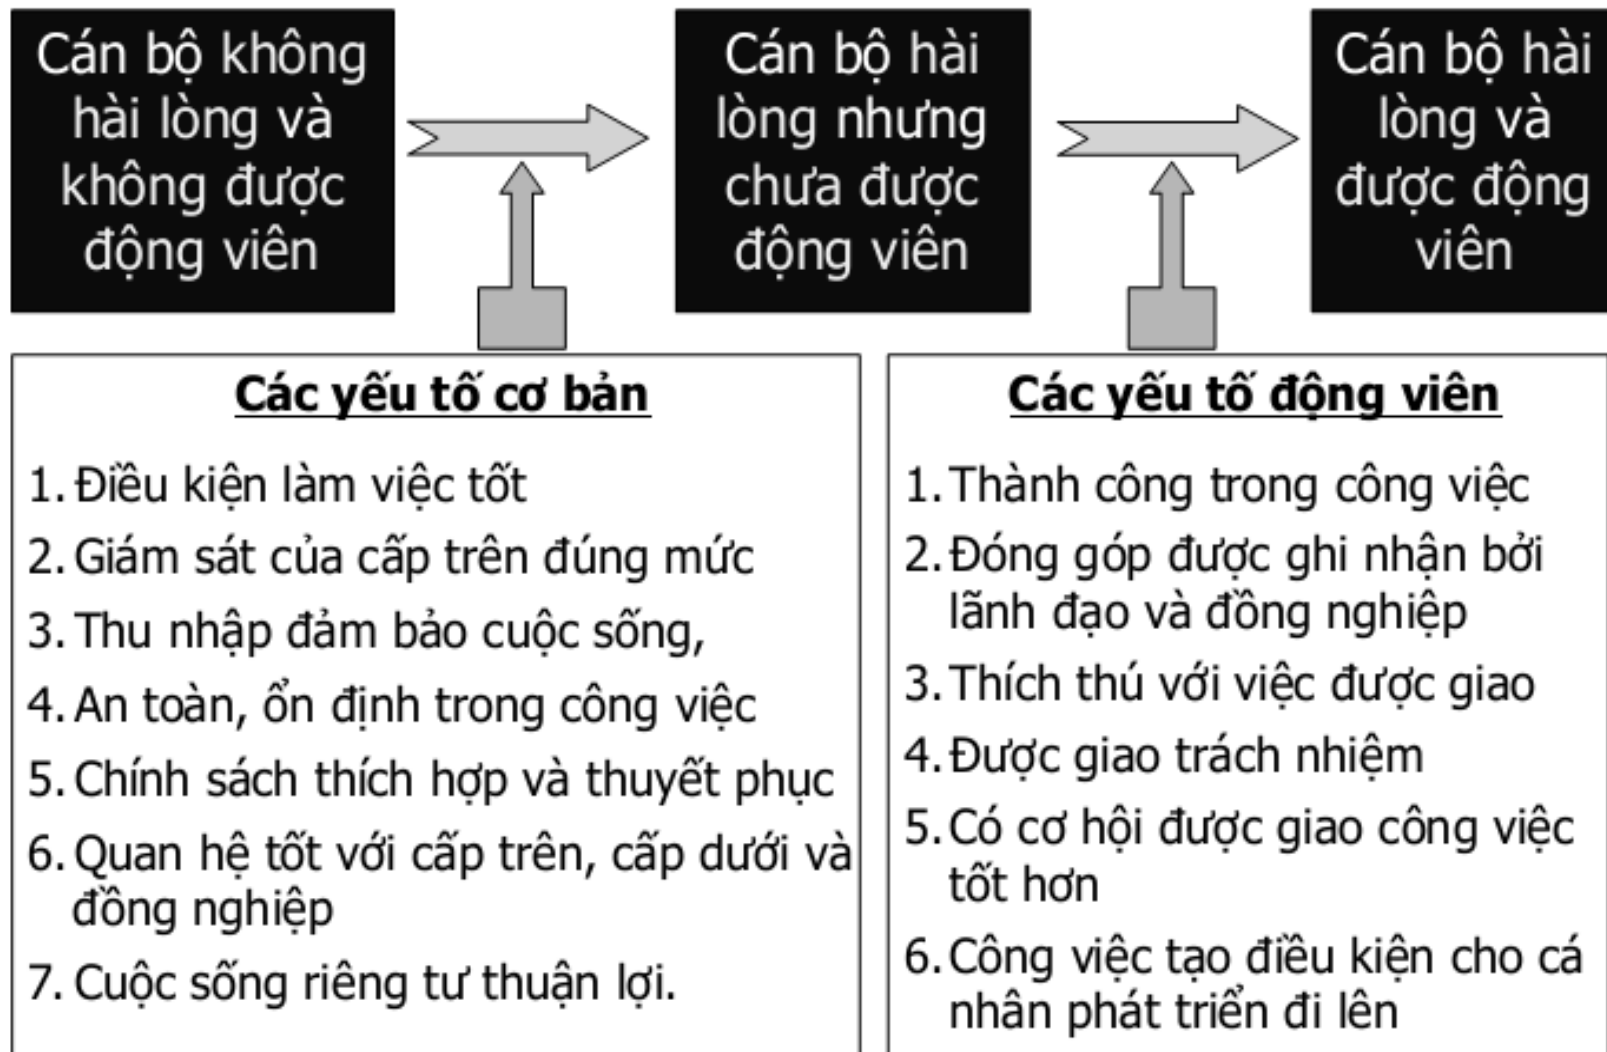 Cán bộ không
hài lòng và
không được
động viên
Cán bộ hài
lòng nhưng
chưa được
động viên
Cán bộ hài
lòng và
được động
viên
Các yếu tố cơ bản
1. Điều kiện làm việc tốt
2. Giám sát của cấp trên đúng mức
3. Thu nhập đảm bảo cuộc sống,
4. An toàn, ổn định trong công việc
5. Chính sách thích hợp và thuyết phục
6. Quan hệ tốt với cấp trên, cấp dưới và
đồng nghiệp
7. Cuộc sống riêng tư thuận lợi.
Các yếu tố động viên
1. Thành công trong công việc
2. Đóng góp được ghi nhận bởi
lãnh đạo và đồng nghiệp
3. Thích thú với việc được giao
4. Được giao trách nhiệm
5. Có cơ hội được giao công việc
tốt hơn
6. Công việc tạo điều kiện cho cá
nhân phát triển đi lên